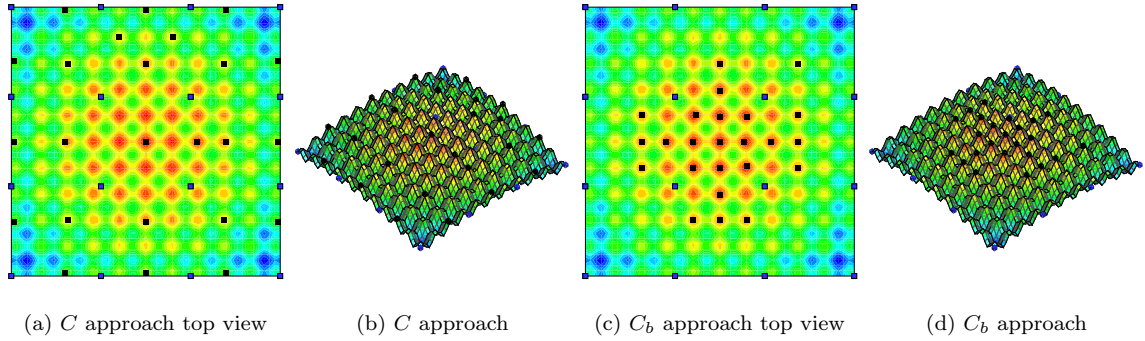 (a) C approach top view
(b) C approach
(c) C_b approach top view
(d) C_b approach